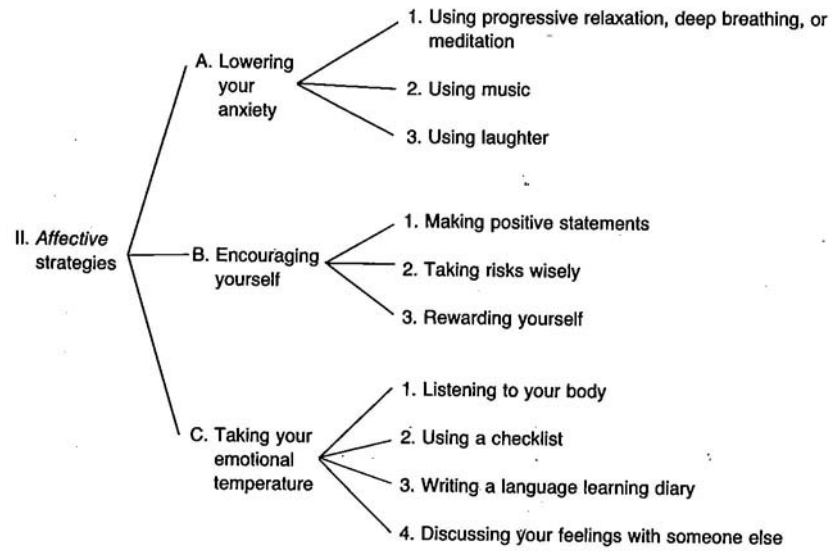 1. Using progressive relaxation, deep breathing, or
meditation
A. Lowering
your
anxiety
2. Using music
3. Using laughter
II. Affective
strategies
B. Encouraging
yourself
1. Making positive statements
2. Taking risks wisely
3. Rewarding yourself
C. Taking your
emotional
temperature
1. Listening to your body
2. Using a checklist
3. Writing a language learning diary
4. Discussing your feelings with someone else